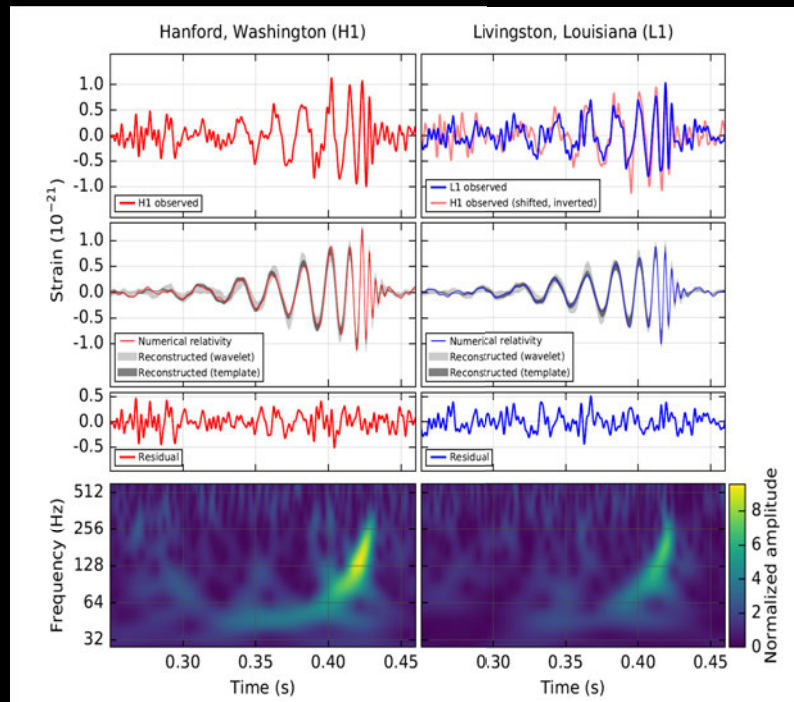 Hanford, Washington (H1)
Livingston, Louisiana (L1)
Strain (10⁻²¹)
1.0
0.5
0.0
-0.5
-1.0
H1 observed
L1 observed
H1 observed (shifted, inverted)
1.0
0.5
0.0
-0.5
-1.0
Numerical relativity
Reconstructed (wavelet)
Reconstructed (template)
Numerical relativity
Reconstructed (wavelet)
Reconstructed (template)
0.5
0.0
-0.5
Residual
Residual
Frequency (Hz)
512
256
128
64
32
0.30 0.35 0.40 0.45
Time (s)
0.30 0.35 0.40 0.45
Time (s)
8
6
4
2
0
Normalized amplitude